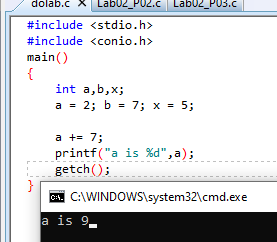 dolab.c Lab02_P02.c Lab02_P03.c
#include <stdio.h>
#include <conio.h>
main()
{
int a,b,x;
a = 2; b = 7; x = 5;
a += 7;
printf("a is %d",a);
getch();
}
C:\WINDOWS\system32\cmd.exe
a is 9